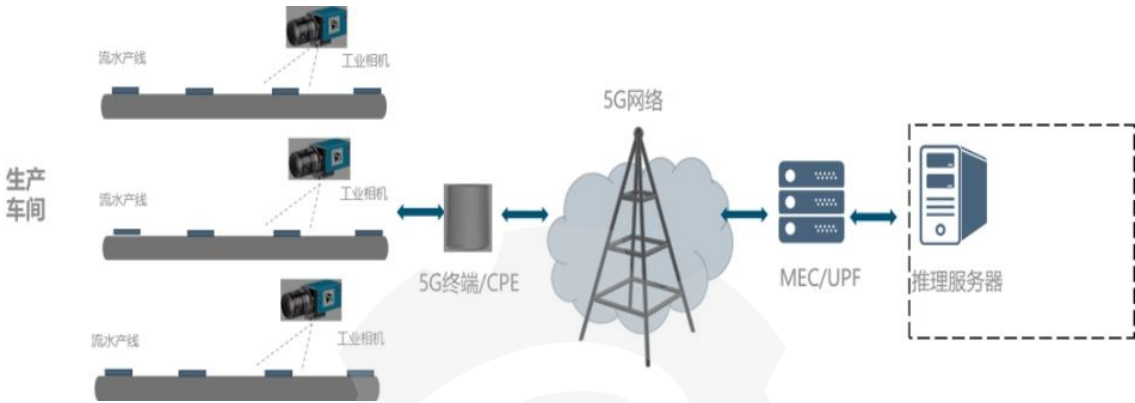 流水产线
工业相机
5G网络
生产
车间
流水产线
工业相机
5G终端/CPE
MEC/UPF
推理服务器
流水产线
工业相机